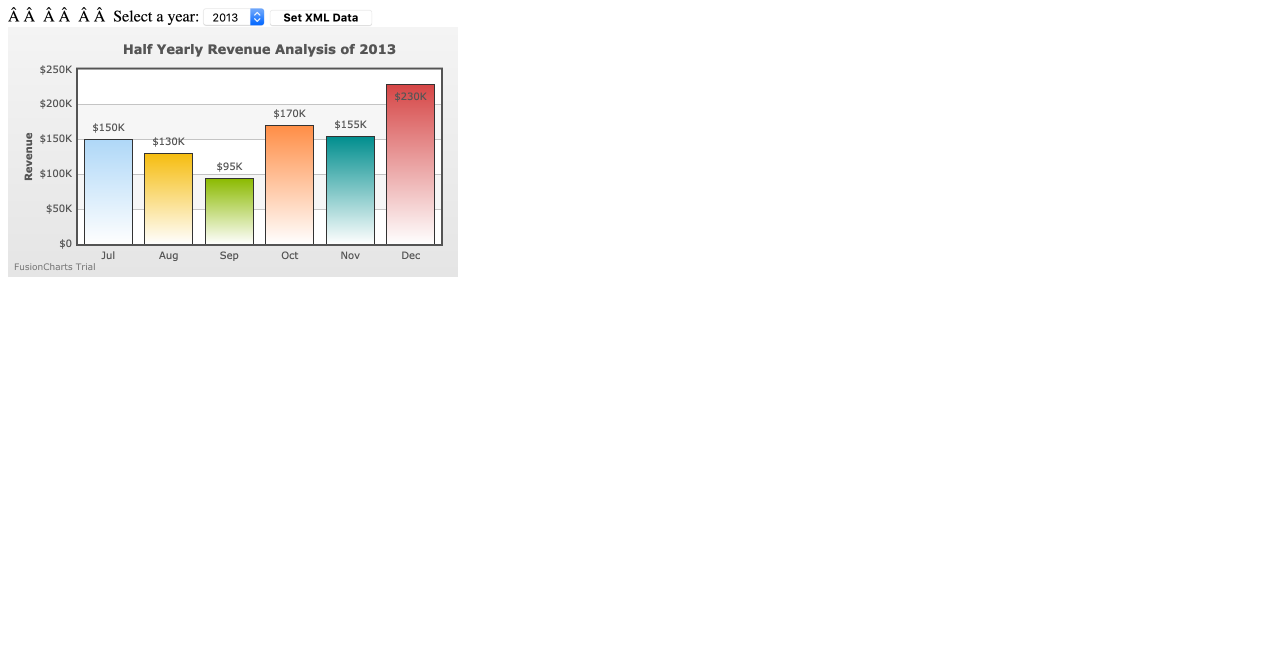 Â Â  Â Â  Â Â  Select a year: 2013 Set XML Data
Half Yearly Revenue Analysis of 2013
Revenue
$250K
$200K
$150K
$100K
$50K
$0
$150K
$130K
$95K
$170K
$155K
$230K
Jul Aug Sep Oct Nov Dec
FusionCharts Trial